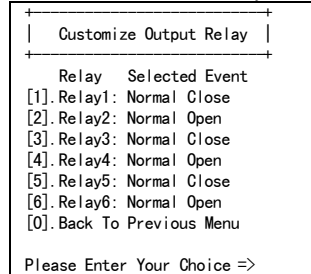 +--------------------------+
|   Customize Output Relay  |
+--------------------------+
Relay   Selected Event
[1].Relay1: Normal Close
[2].Relay2: Normal Open
[3].Relay3: Normal Close
[4].Relay4: Normal Open
[5].Relay5: Normal Close
[6].Relay6: Normal Open
[0].Back To Previous Menu
Please Enter Your Choice =>